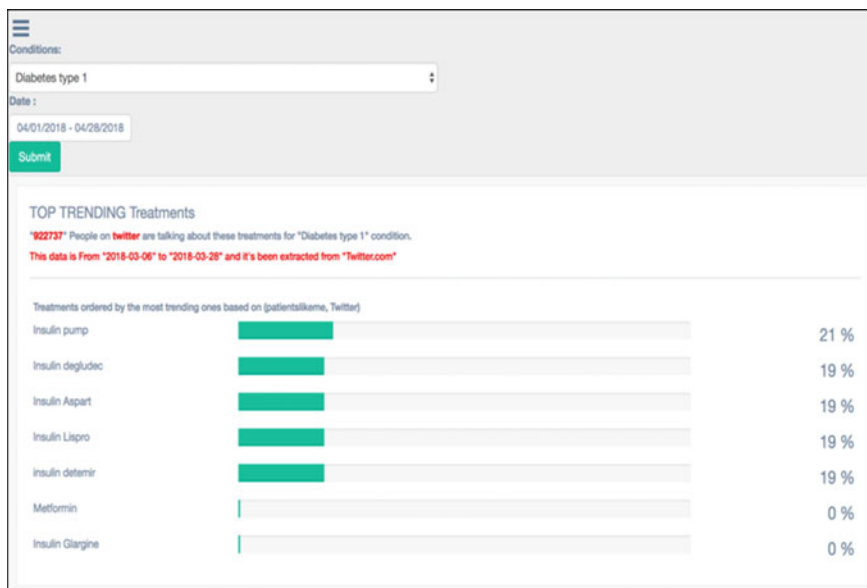 Conditions:
Diabetes type 1
Date :
04/01/2018 - 04/28/2018
Submit
TOP TRENDING Treatments
"922737" People on twitter are talking about these treatments for "Diabetes type 1" condition.
This data is From "2018-03-06" to "2018-03-28" and it's been extracted from "Twitter.com"
Treatments ordered by the most trending ones based on (patientslikeme, Twitter)
Insulin pump 21 %
Insulin degludec 19 %
Insulin Aspart 19 %
Insulin Lispro 19 %
insulin detemir 19 %
Metformin 0 %
Insulin Glargine 0 %